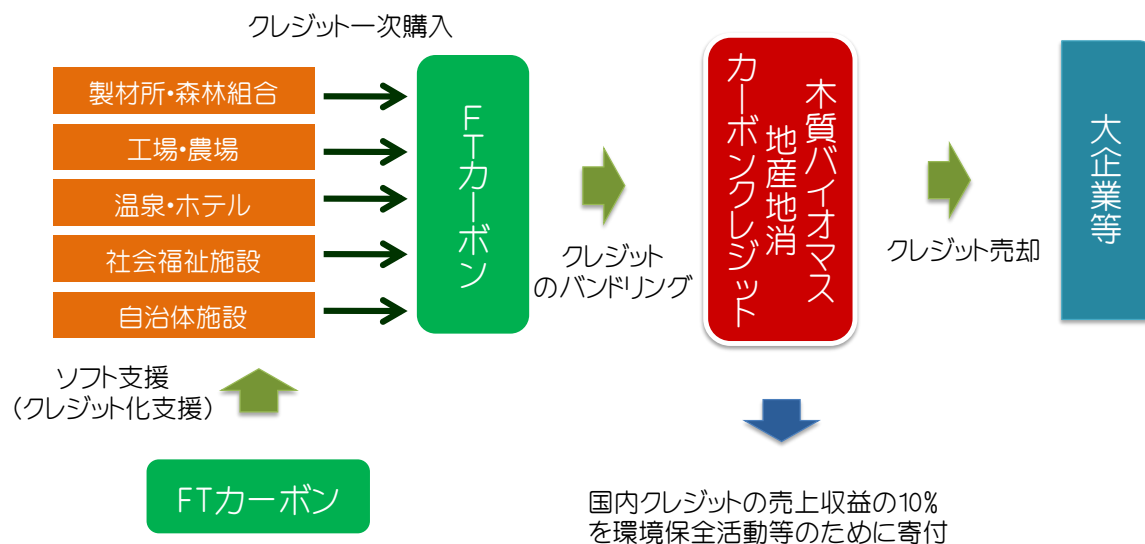 クレジット一次購入
製材所・森林組合
工場・農場
温泉・ホテル
社会福祉施設
自治体施設
FTカーボン
クレジット
のバンドリング
木質バイオマス
地産地消
カーボンクレジット
クレジット売却
大企業等
ソフト支援
（クレジット化支援）
FTカーボン
国内クレジットの売上収益の10%
を環境保全活動等のために寄付